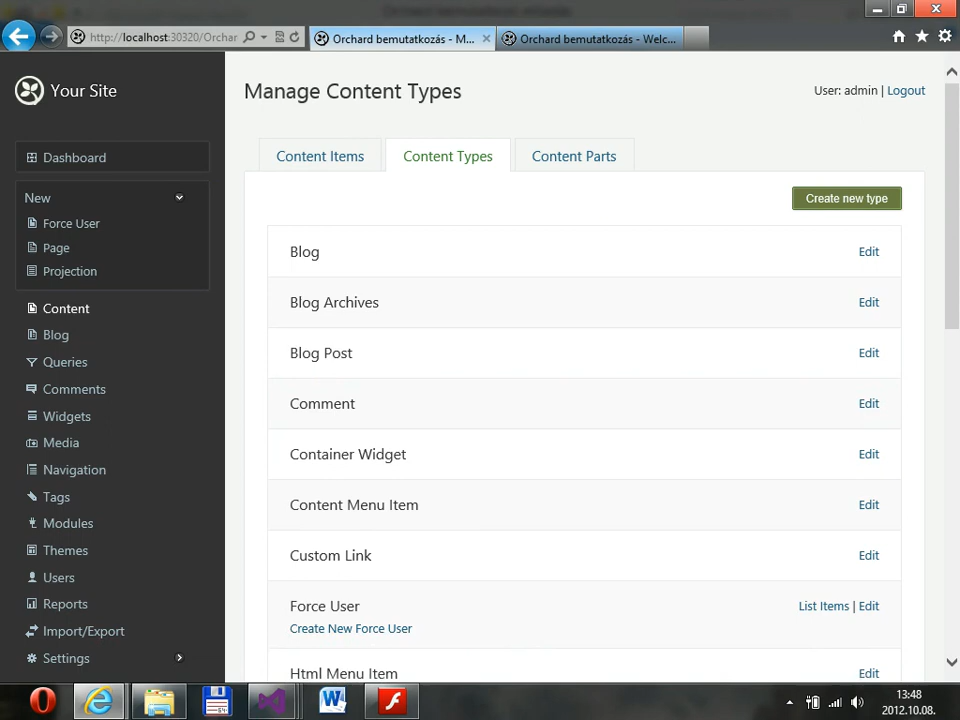 http://localhost:30320/Orchar
Orchard bemutatkozás - M...
Orchard bemutatkozás - Welc...
Your Site
Manage Content Types
User: admin | Logout
Dashboard
New
Force User
Page
Projection
Content
Blog
Queries
Comments
Widgets
Media
Navigation
Tags
Modules
Themes
Users
Reports
Import/Export
Settings
Content Items
Content Types
Content Parts
Create new type
Blog Edit
Blog Archives Edit
Blog Post Edit
Comment Edit
Container Widget Edit
Content Menu Item Edit
Custom Link Edit
Force User List Items | Edit
Create New Force User
Html Menu Item Edit
13:48
2012.10.08.